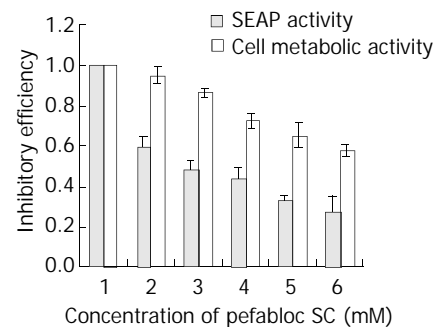 SEAP activity
Cell metabolic activity
Inhibitory efficiency
1.2
1.0
0.8
0.6
0.4
0.2
0.0
1 2 3 4 5 6
Concentration of pefabloc SC (mM)